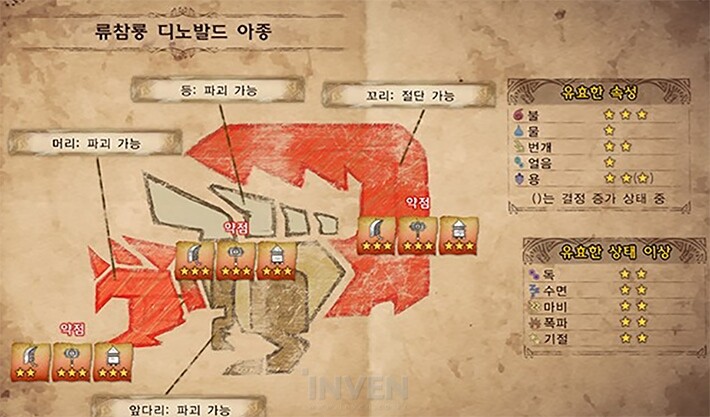 류참룡 디노발드 아종
등: 파괴 가능
꼬리: 절단 가능
머리: 파괴 가능
약점
약점
약점
앞다리: 파괴 가능
유효한 속성
불
물
번개
얼음
용
()
()는 결정 증가 상태 중
유효한 상태 이상
독
수면
마비
폭파
기절
INVEN